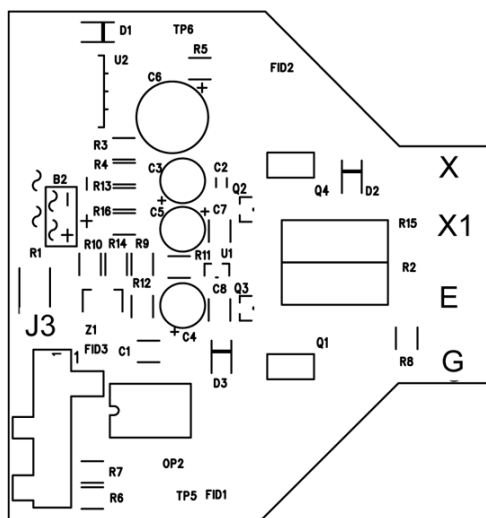 D1 TP6
U2 R5
C6 + FID2
R3
R4 C3 C2 X
B2 R13 + Q2 Q4 D2
R16 C5 + C7 X1
+ R15
R1 R10 R14 R9 R11 U1 R2
R12 C8 Q3 E
J3 Z1 + C4
FID3 C1 Q1
1 1 D3 R8 G
OP2
R7
R6 TP5 FID1